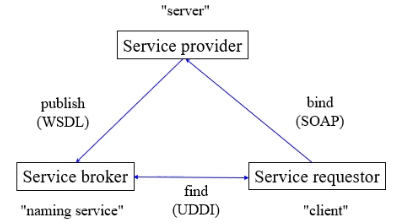 "server"
Service provider
publish
(WSDL)
bind
(SOAP)
Service broker
find
(UDDI)
Service requestor
"naming service"
"client"